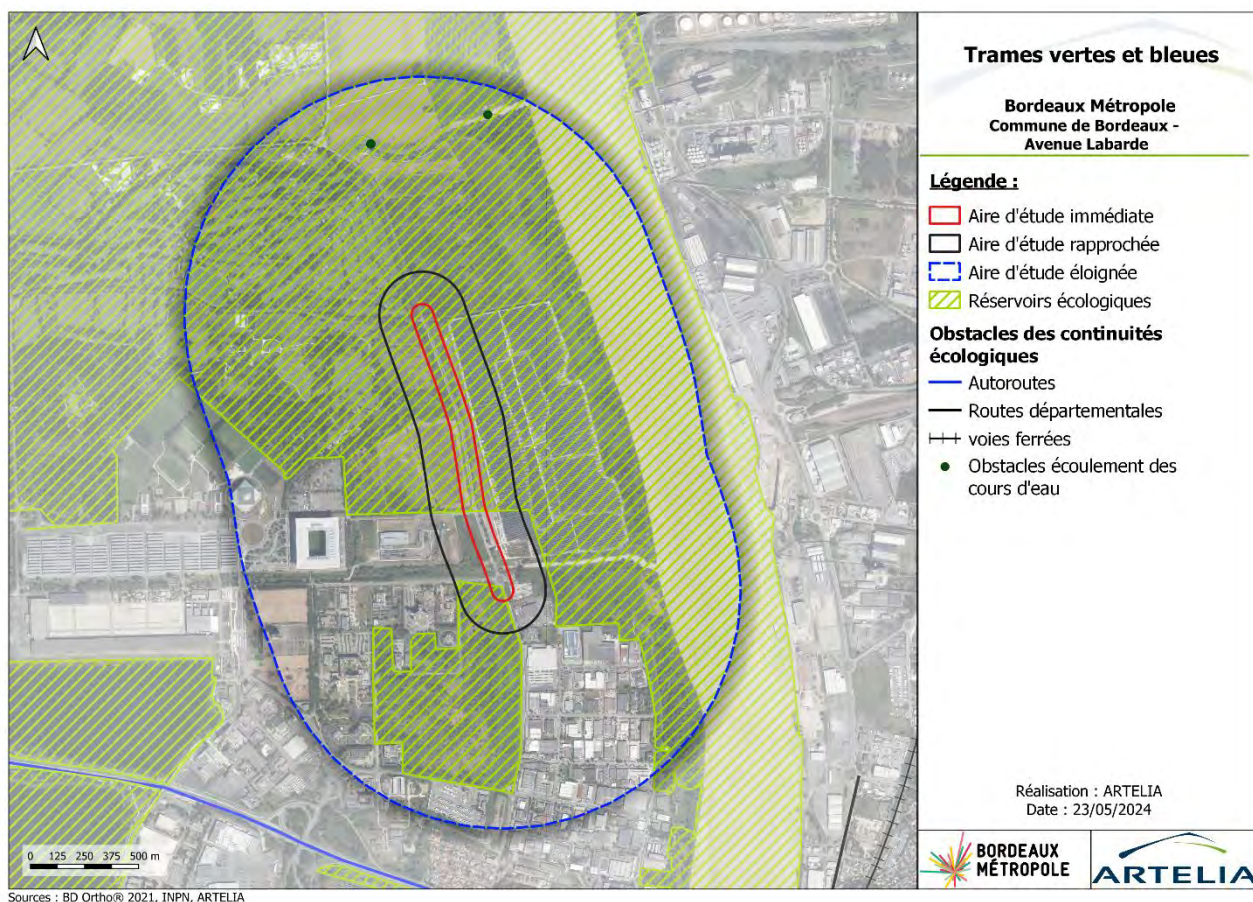 Trames vertes et bleues
Bordeaux Métropole
Commune de Bordeaux -
Avenue Labarde
Légende :
Aire d'étude immédiate
Aire d'étude rapprochée
Aire d'étude éloignée
Réservoirs écologiques
Obstacles des continuités
écologiques
Autoroutes
Routes départementales
voies ferrées
Obstacles écoulement des
cours d'eau
Réalisation : ARTELIA
Date : 23/05/2024
BORDEAUX
MÉTROPOLE
ARTELIA
0 125 250 375 500 m
Sources : BD Ortho® 2021, INPN, ARTELIA